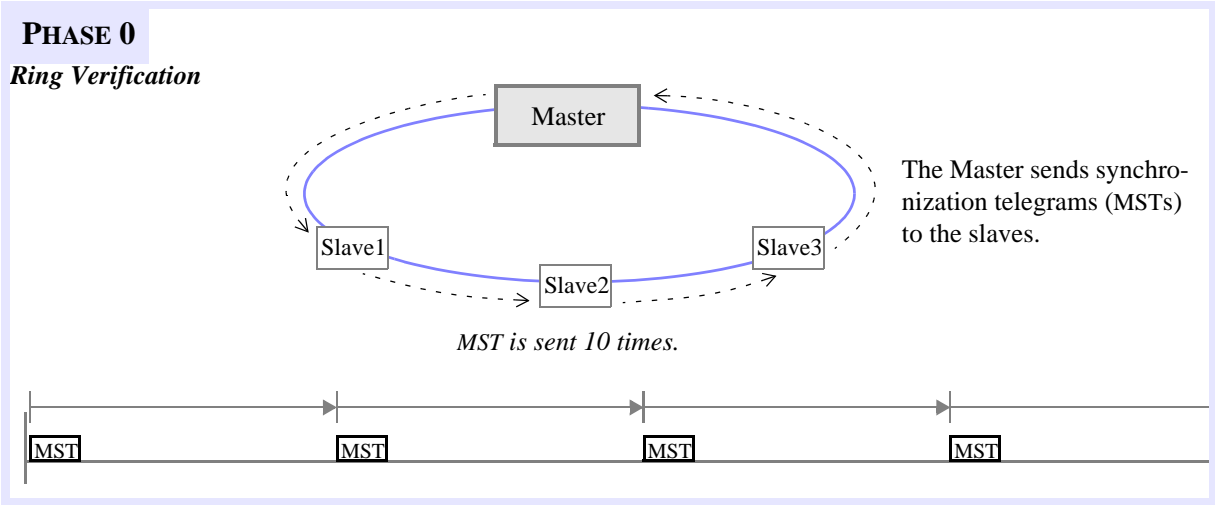 PHASE 0
Ring Verification
Master
The Master sends synchro-
nization telegrams (MSTs)
to the slaves.
Slave1
Slave3
Slave2
MST is sent 10 times.
MST MST MST MST